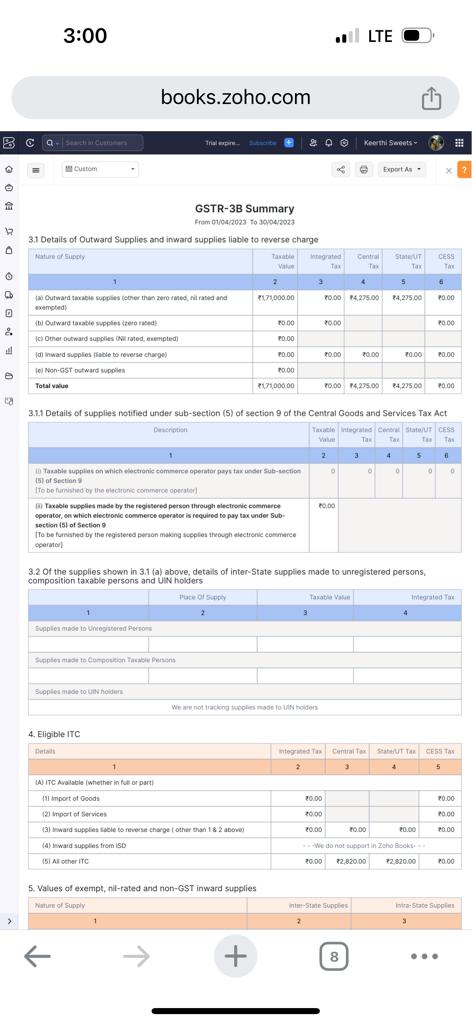 3:00
LTE
books.zoho.com
Search in Customers
Trial expire...
Subscribe
Keerthi Sweets
Custom
Export As
GSTR-3B Summary
From 01/04/2023 To 30/04/2023
3.1 Details of Outward Supplies and inward supplies liable to reverse charge
Nature of Supply Taxable Value Integrated Tax Central Tax State/UT Tax CESS Tax
1 2 3 4 5 6
(a) Outward taxable supplies (other than zero rated, nil rated and exempted) ₹1,71,000.00 ₹0.00 ₹4,275.00 ₹4,275.00 ₹0.00
(b) Outward taxable supplies (zero rated) ₹0.00 ₹0.00 ₹0.00
(c) Other outward supplies (Nil rated, exempted) ₹0.00
(d) Inward supplies (liable to reverse charge) ₹0.00 ₹0.00 ₹0.00 ₹0.00 ₹0.00
(e) Non-GST outward supplies ₹0.00
Total value ₹1,71,000.00 ₹0.00 ₹4,275.00 ₹4,275.00 ₹0.00
3.1.1 Details of supplies notified under sub-section (5) of section 9 of the Central Goods and Services Tax Act
Description Taxable Value Integrated Tax Central Tax State/UT Tax CESS Tax
1 2 3 4 5 6
(i) Taxable supplies on which electronic commerce operator pays tax under Sub-section (5) of Section 9 0 0 0 0 0
[To be furnished by the electronic commerce operator]
(ii) Taxable supplies made by the registered person through electronic commerce ₹0.00
operator, on which electronic commerce operator is required to pay tax under Sub-
section (5) of Section 9
[To be furnished by the registered person making supplies through electronic commerce
operator]
3.2 Of the supplies shown in 3.1 (a) above, details of inter-State supplies made to unregistered persons,
composition taxable persons and UIN holders
Place Of Supply Taxable Value Integrated Tax
1 2 3 4
Supplies made to Unregistered Persons
Supplies made to Composition Taxable Persons
Supplies made to UIN holders
We are not tracking supplies made to UIN holders
4. Eligible ITC
Details Integrated Tax Central Tax State/UT Tax CESS Tax
1 2 3 4 5
(A) ITC Available (whether in full or part)
(1) Import of Goods ₹0.00 ₹0.00
(2) Import of Services ₹0.00 ₹0.00
(3) Inward supplies liable to reverse charge ( other than 1 & 2 above) ₹0.00 ₹0.00 ₹0.00 ₹0.00
(4) Inward supplies from ISD - - -We do not support in Zoho Books- - -
(5) All other ITC ₹0.00 ₹2,820.00 ₹2,820.00 ₹0.00
5. Values of exempt, nil-rated and non-GST inward supplies
Nature of Supply Inter-State Supplies Intra-State Supplies
1 2 3
8